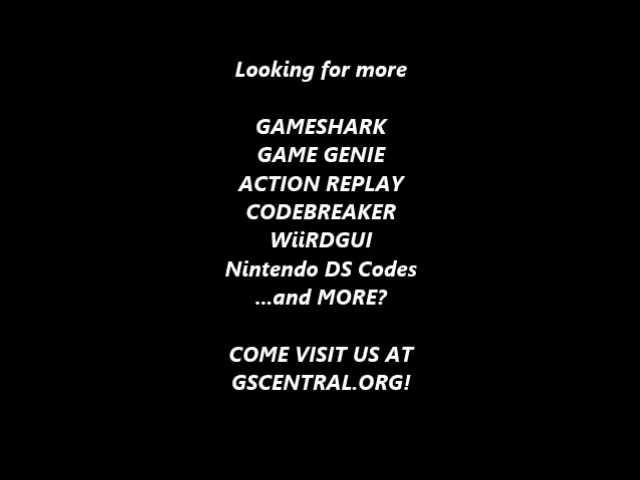 Looking for more
GAMESHARK
GAME GENIE
ACTION REPLAY
CODEBREAKER
WiiRDGUI
Nintendo DS Codes
...and MORE?
COME VISIT US AT
GSCENTRAL.ORG!